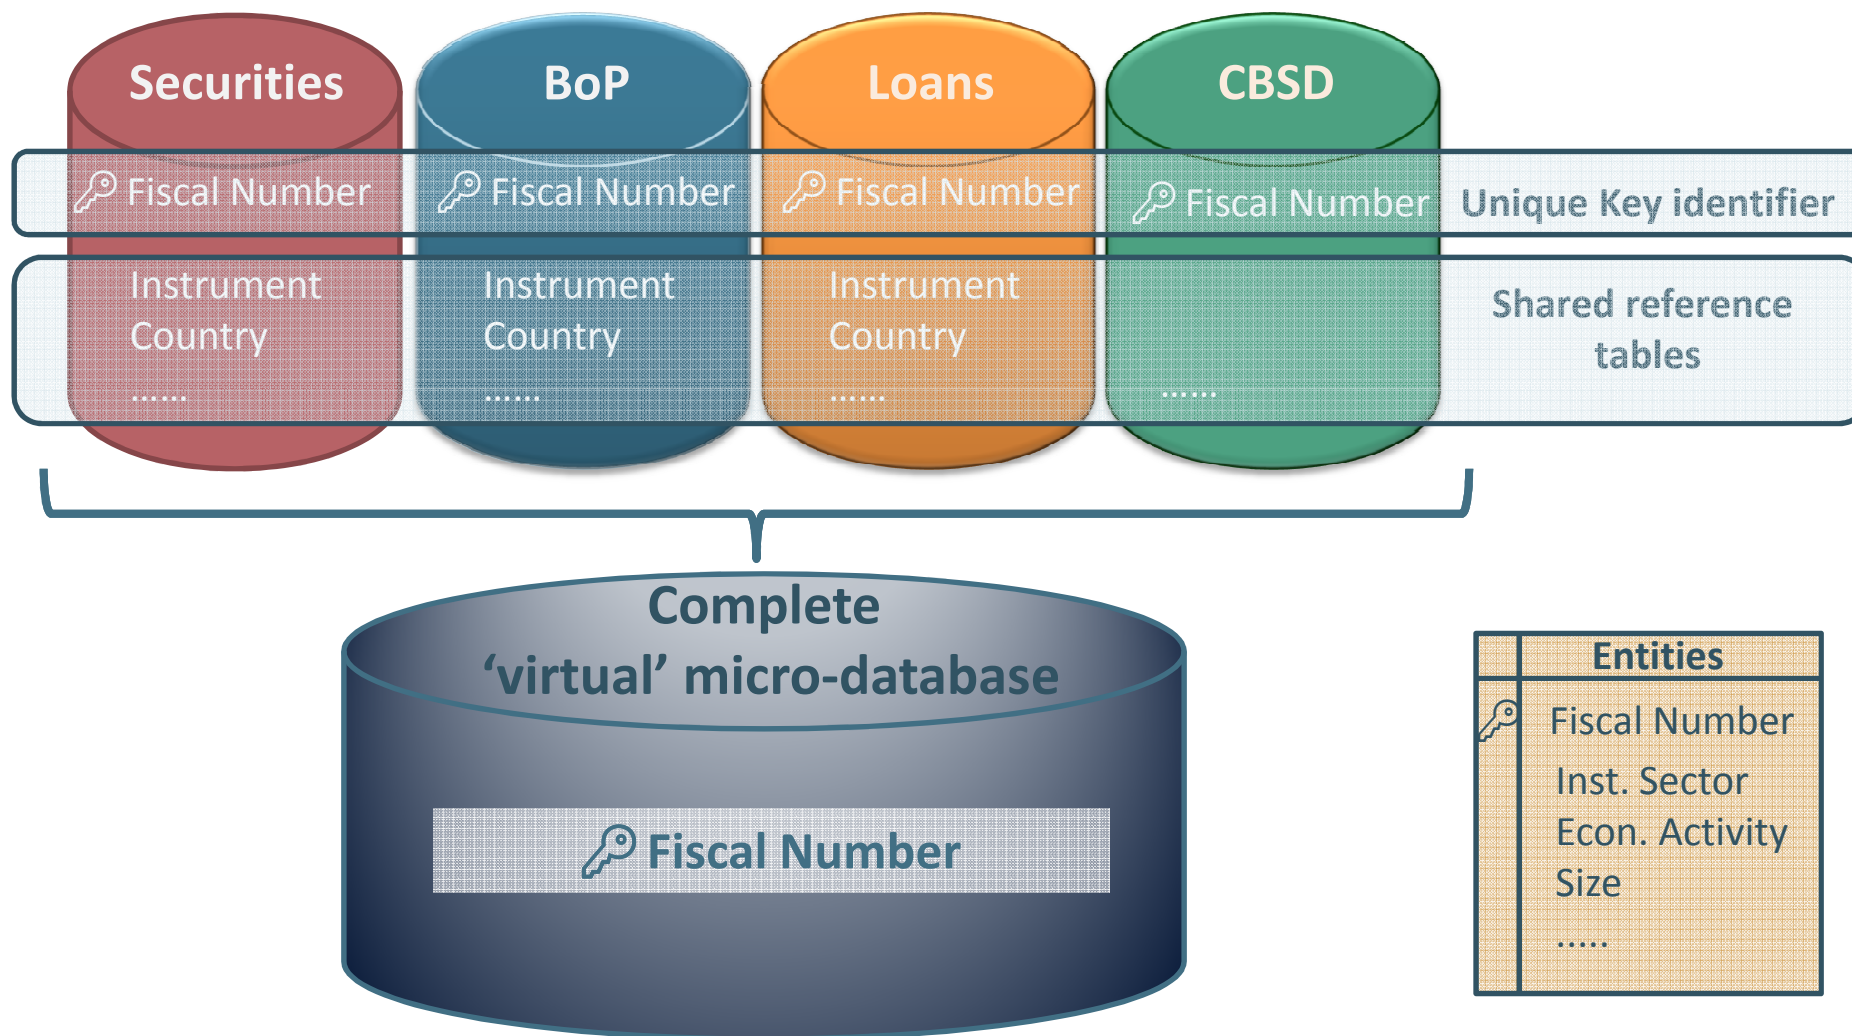 Securities
BoP
Loans
CBSD
Fiscal Number
Fiscal Number
Fiscal Number
Fiscal Number
Unique Key identifier
Instrument
Country
......
Instrument
Country
......
Instrument
Country
......
......
Shared reference
tables
Complete
‘virtual’ micro-database
Fiscal Number
Entities
Fiscal Number
Inst. Sector
Econ. Activity
Size
.....